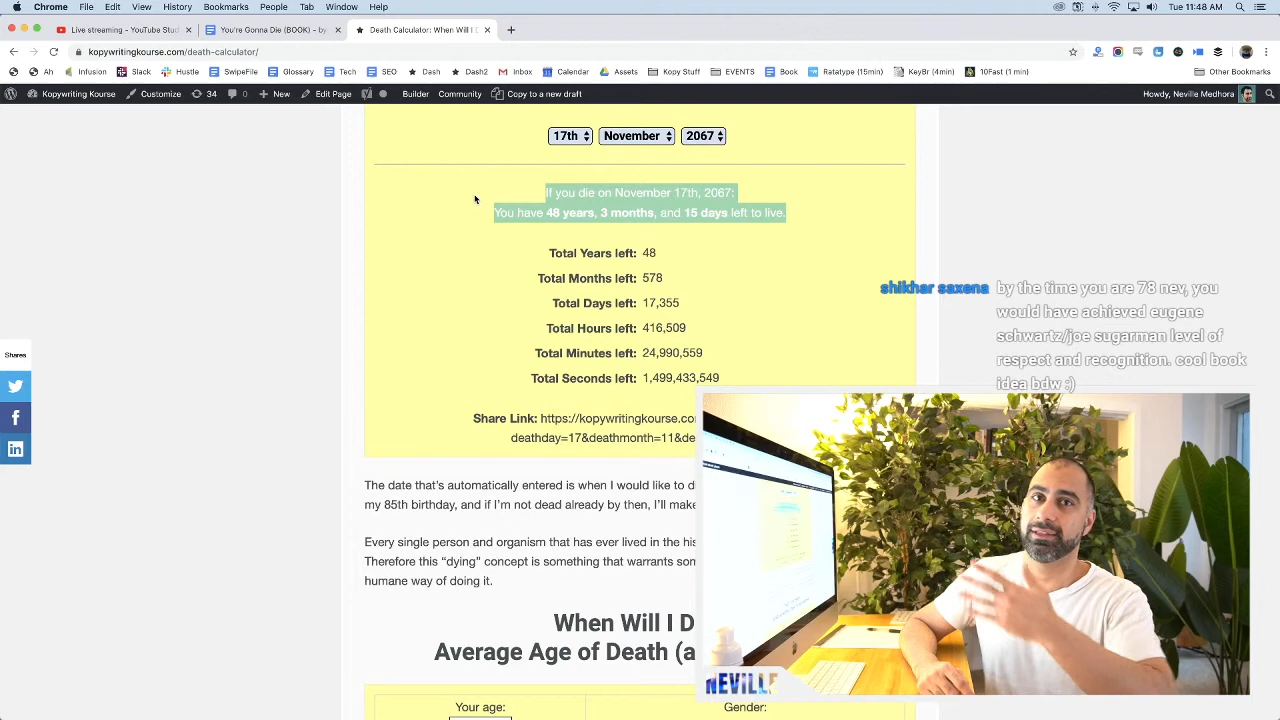 Chrome File Edit View History Bookmarks People Tab Window Help Tue 11:48 AM
Live streaming - YouTube Stud
You're Gonna Die (BOOK) - by
Death Calculator: When Will I D
kopywritingkourse.com/death-calculator/
Ah Infusion Slack Hustle SwipeFile Glossary Tech SEO Dash Dash2 Inbox Calendar Assets Kopy Stuff EVENTS Book Ratatype (15min) KeyBr (4min) 10Fast (1 min) Other Bookmarks
Kopywriting Kourse Customize 34 0 New Edit Page Builder Community Copy to a new draft Howdy, Neville Medhora
17th November 2067
If you die on November 17th, 2067:
You have 48 years, 3 months, and 15 days left to live.
Total Years left: 48
Total Months left: 578
Total Days left: 17,355
Total Hours left: 416,509
Total Minutes left: 24,990,559
Total Seconds left: 1,499,433,549
Share Link: https://kopywritingkourse.co
deathday=17&deathmonth=11&de
shikhar saxena by the time you are 78 nev, you
would have achieved eugene
schwartz/joe sugarman level of
respect and recognition. cool book
idea bdw :)
Shares
The date that's automatically entered is when I would like to d
my 85th birthday, and if I'm not dead already by then, I'll make
Every single person and organism that has ever lived in the his
Therefore this "dying" concept is something that warrants som
humane way of doing it.
When Will I D
Average Age of Death (a
Your age: Gender:
NEVILLE